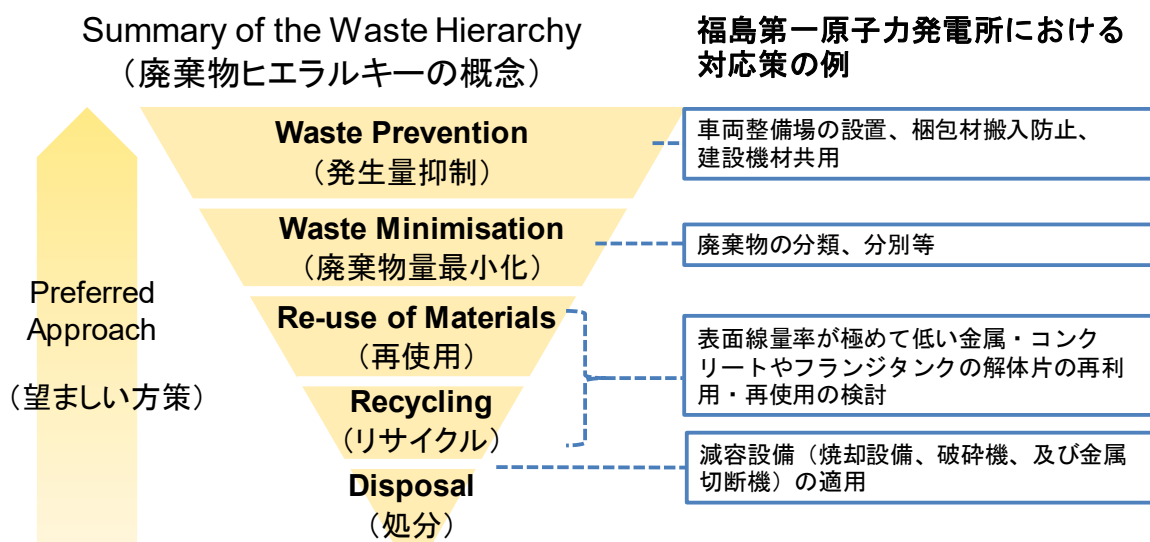 Summary of the Waste Hierarchy
（廃棄物ヒエラルキーの概念）
福島第一原子力発電所における
対応策の例
Preferred
Approach
（望ましい方策）
Waste Prevention
（発生量抑制）
車両整備場の設置、梱包材搬入防止、
建設機材共用
Waste Minimisation
（廃棄物量最小化）
廃棄物の分類、分別等
Re-use of Materials
（再使用）
Recycling
（リサイクル）
表面線量率が極めて低い金属・コンク
リートやフランジタンクの解体片の再利
用・再使用の検討
Disposal
（処分）
減容設備（焼却設備、破砕機、及び金属
切断機）の適用